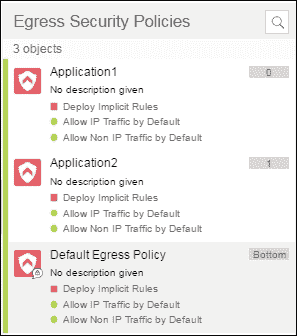 Egress Security Policies
3 objects
Application1
0
No description given
Deploy Implicit Rules
Allow IP Traffic by Default
Allow Non IP Traffic by Default
Application2
1
No description given
Deploy Implicit Rules
Allow IP Traffic by Default
Allow Non IP Traffic by Default
Default Egress Policy
Bottom
No description given
Deploy Implicit Rules
Allow IP Traffic by Default
Allow Non IP Traffic by Default